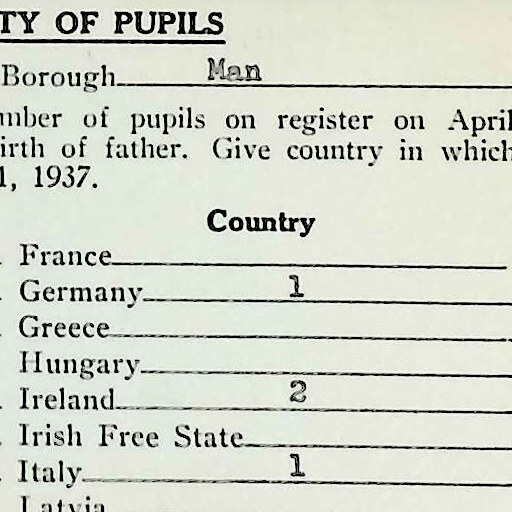 TY OF PUPILS
Borough Man
mber of pupils on register on April
irth of father. Give country in which
1, 1937.
Country
France
Germany 1
Greece
Hungary
Ireland 2
Irish Free State
Italy 1
Latvia